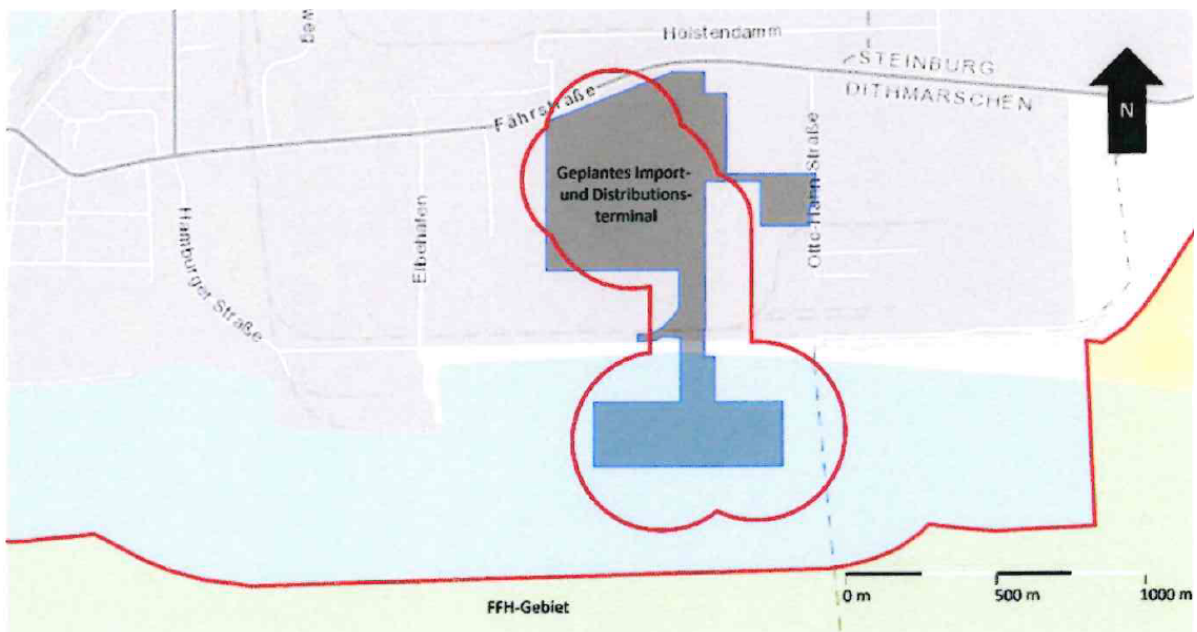 Holstendamm
weg
STEINBURG
DITHMARSCHEN
N
Fährstraße
Geplantes Import-
und Distributions-
terminal
Otto-Hahn-Straße
Elbehafen
Hamburger Straße
0 m 500 m 1000 m
FFH-Gebiet